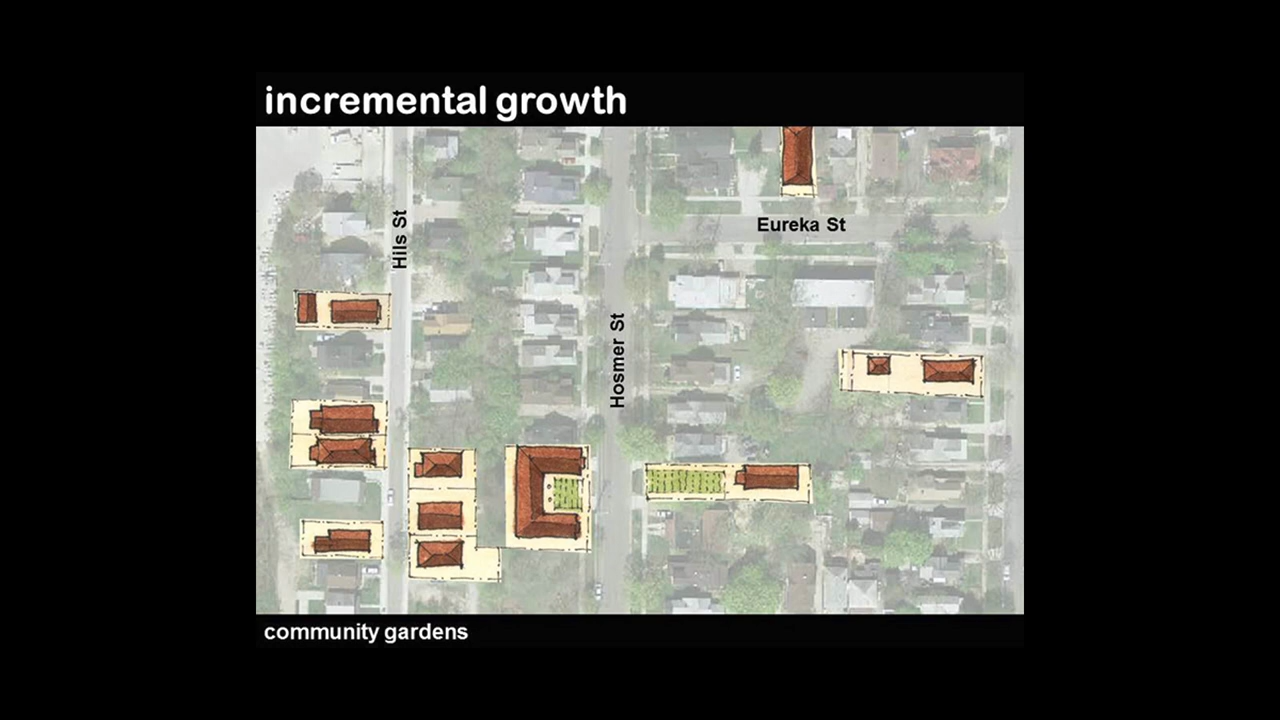 incremental growth
Eureka St
Hils St
Hosmer St
community gardens